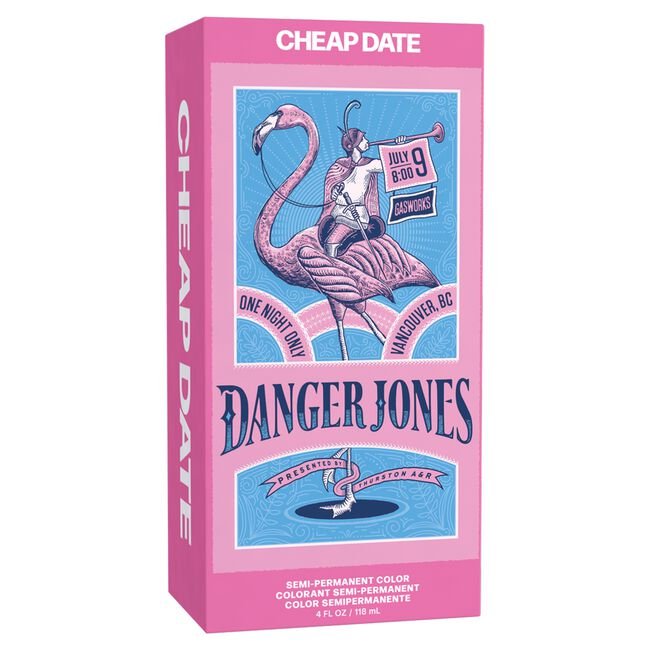 CHEAP DATE
CHEAP DATE
JULY 9
8:00
GASWORKS
ONE NIGHT ONLY
VANCOUVER, BC
DANGER JONES
PRESENTED BY
THURSTON A&R
SEMI-PERMANENT COLOR
COLORANT SEMI-PERMANENT
COLOR SEMIPERMANENTE
4 FL OZ / 118 mL